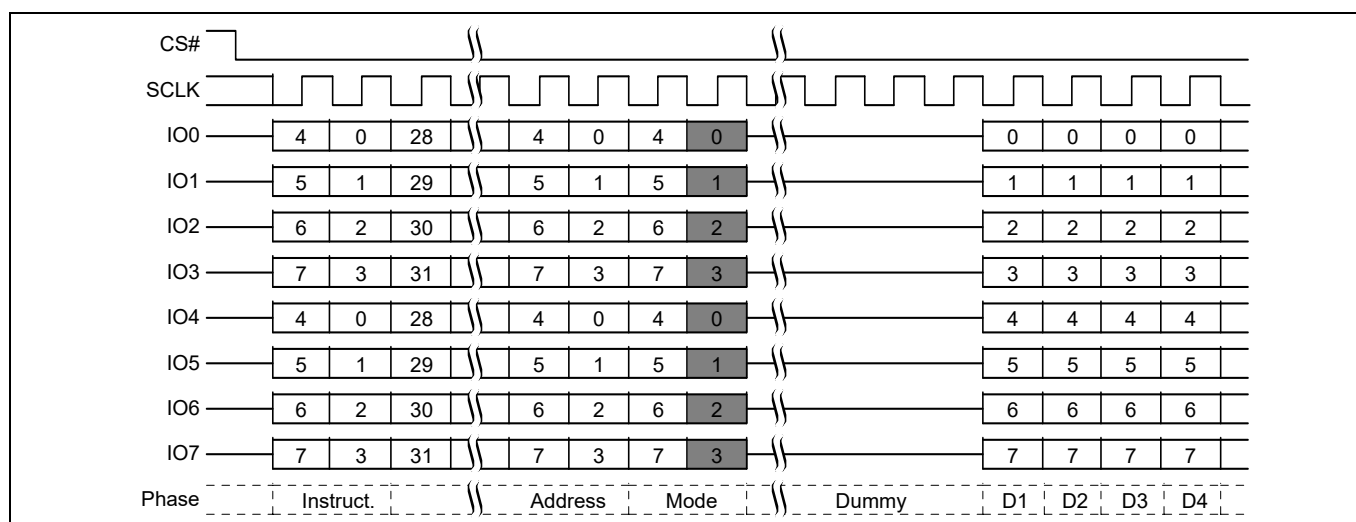 CS#
SCLK
IO0 4 0 28 4 0 4 0 0 0 0 0
IO1 5 1 29 5 1 5 1 1 1 1 1
IO2 6 2 30 6 2 6 2 2 2 2 2
IO3 7 3 31 7 3 7 3 3 3 3 3
IO4 4 0 28 4 0 4 0 4 4 4 4
IO5 5 1 29 5 1 5 1 5 5 5 5
IO6 6 2 30 6 2 6 2 6 6 6 6
IO7 7 3 31 7 3 7 3 7 7 7 7
Phase Instruct. Address Mode Dummy D1 D2 D3 D4